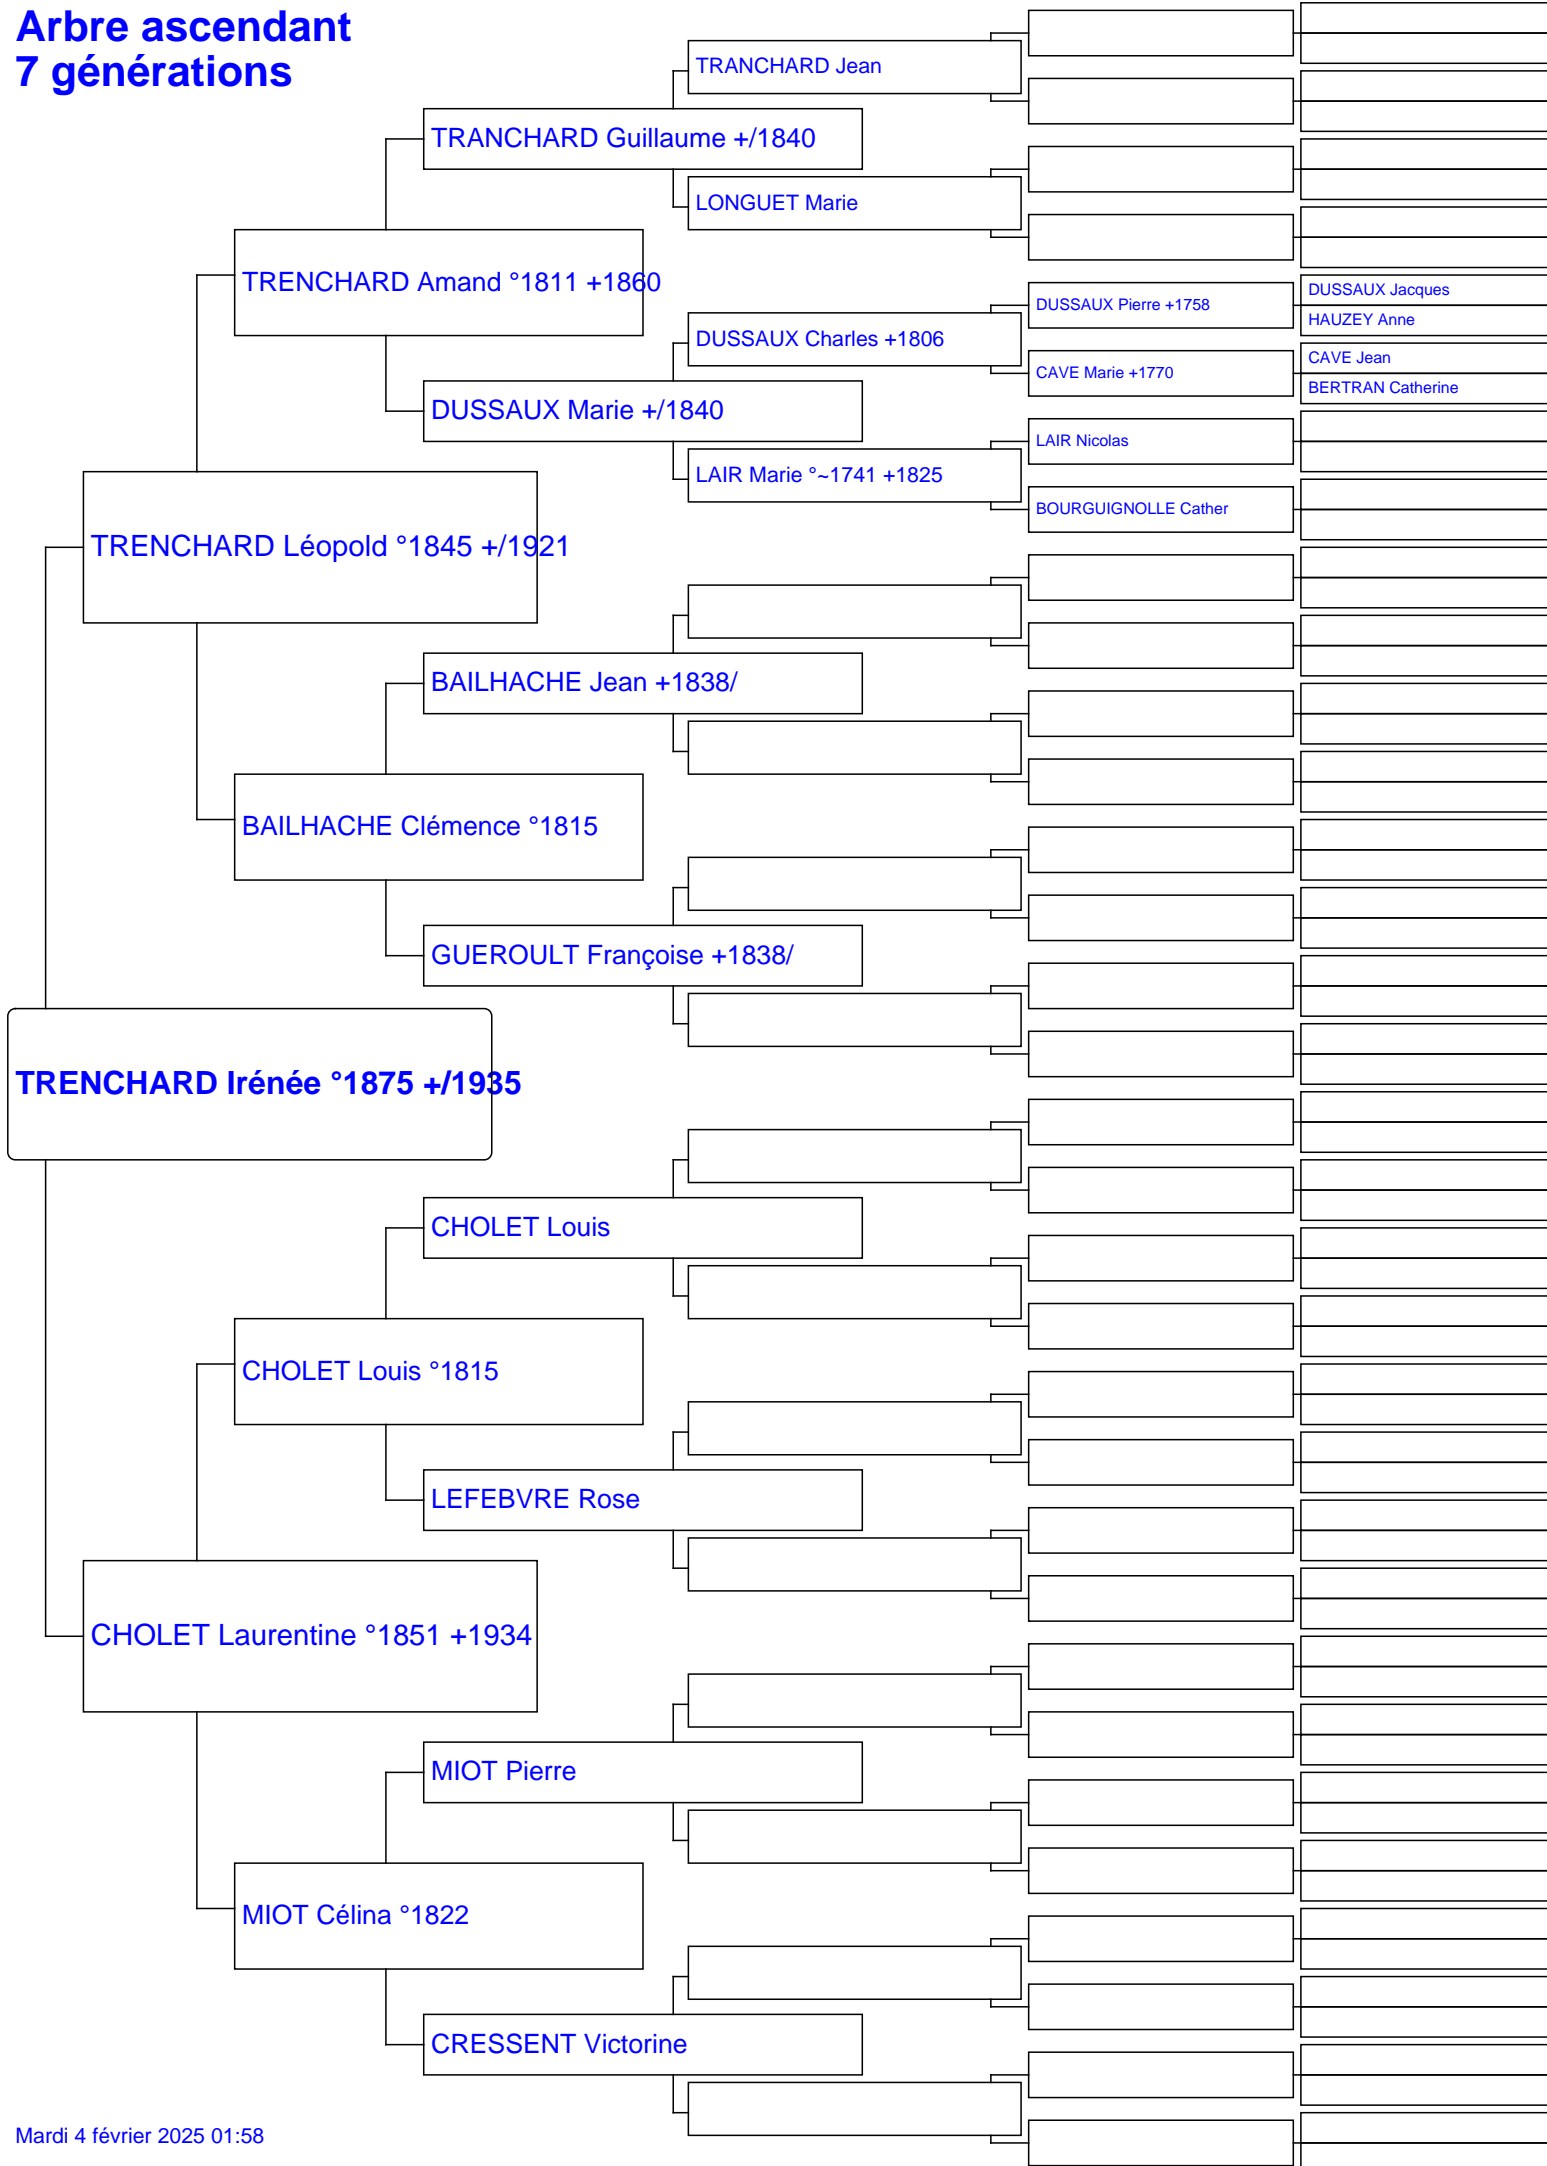 Arbre ascendant
7 générations
TRANCHARD Jean
TRANCHARD Guillaume +/1840
LONGUET Marie
TRENCHARD Amand °1811 +1860
DUSSAUX Jacques
DUSSAUX Pierre +1758
HAUZEY Anne
DUSSAUX Charles +1806
CAVE Jean
CAVE Marie +1770
BERTRAN Catherine
DUSSAUX Marie +/1840
LAIR Nicolas
LAIR Marie °~1741 +1825
BOURGUIGNOLLE Cather
TRENCHARD Léopold °1845 +/1921
BAILHACHE Jean +1838/
BAILHACHE Clémence °1815
GUEROULT Françoise +1838/
TRENCHARD Irénée °1875 +/1935
CHOLET Louis
CHOLET Louis °1815
LEFEBVRE Rose
CHOLET Laurentine °1851 +1934
MIOT Pierre
MIOT Célina °1822
CRESSENT Victorine
Mardi 4 février 2025 01:58